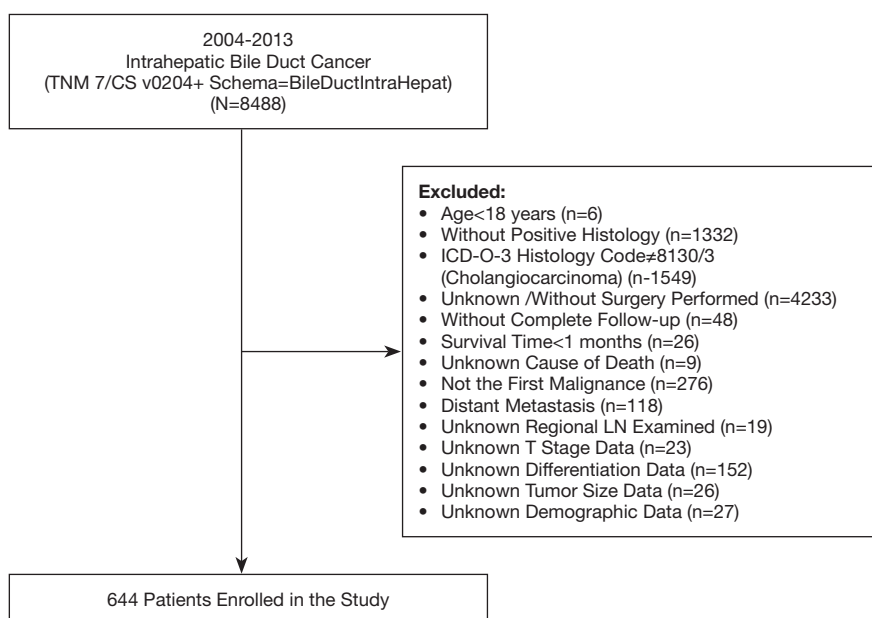 2004-2013
Intrahepatic Bile Duct Cancer
(TNM 7/CS v0204+ Schema=BileDuctIntraHepat)
(N=8488)
Excluded:
• Age<18 years (n=6)
• Without Positive Histology (n=1332)
• ICD-O-3 Histology Code≠8130/3
(Cholangiocarcinoma) (n-1549)
• Unknown /Without Surgery Performed (n=4233)
• Without Complete Follow-up (n=48)
• Survival Time<1 months (n=26)
• Unknown Cause of Death (n=9)
• Not the First Malignance (n=276)
• Distant Metastasis (n=118)
• Unknown Regional LN Examined (n=19)
• Unknown T Stage Data (n=23)
• Unknown Differentiation Data (n=152)
• Unknown Tumor Size Data (n=26)
• Unknown Demographic Data (n=27)
644 Patients Enrolled in the Study